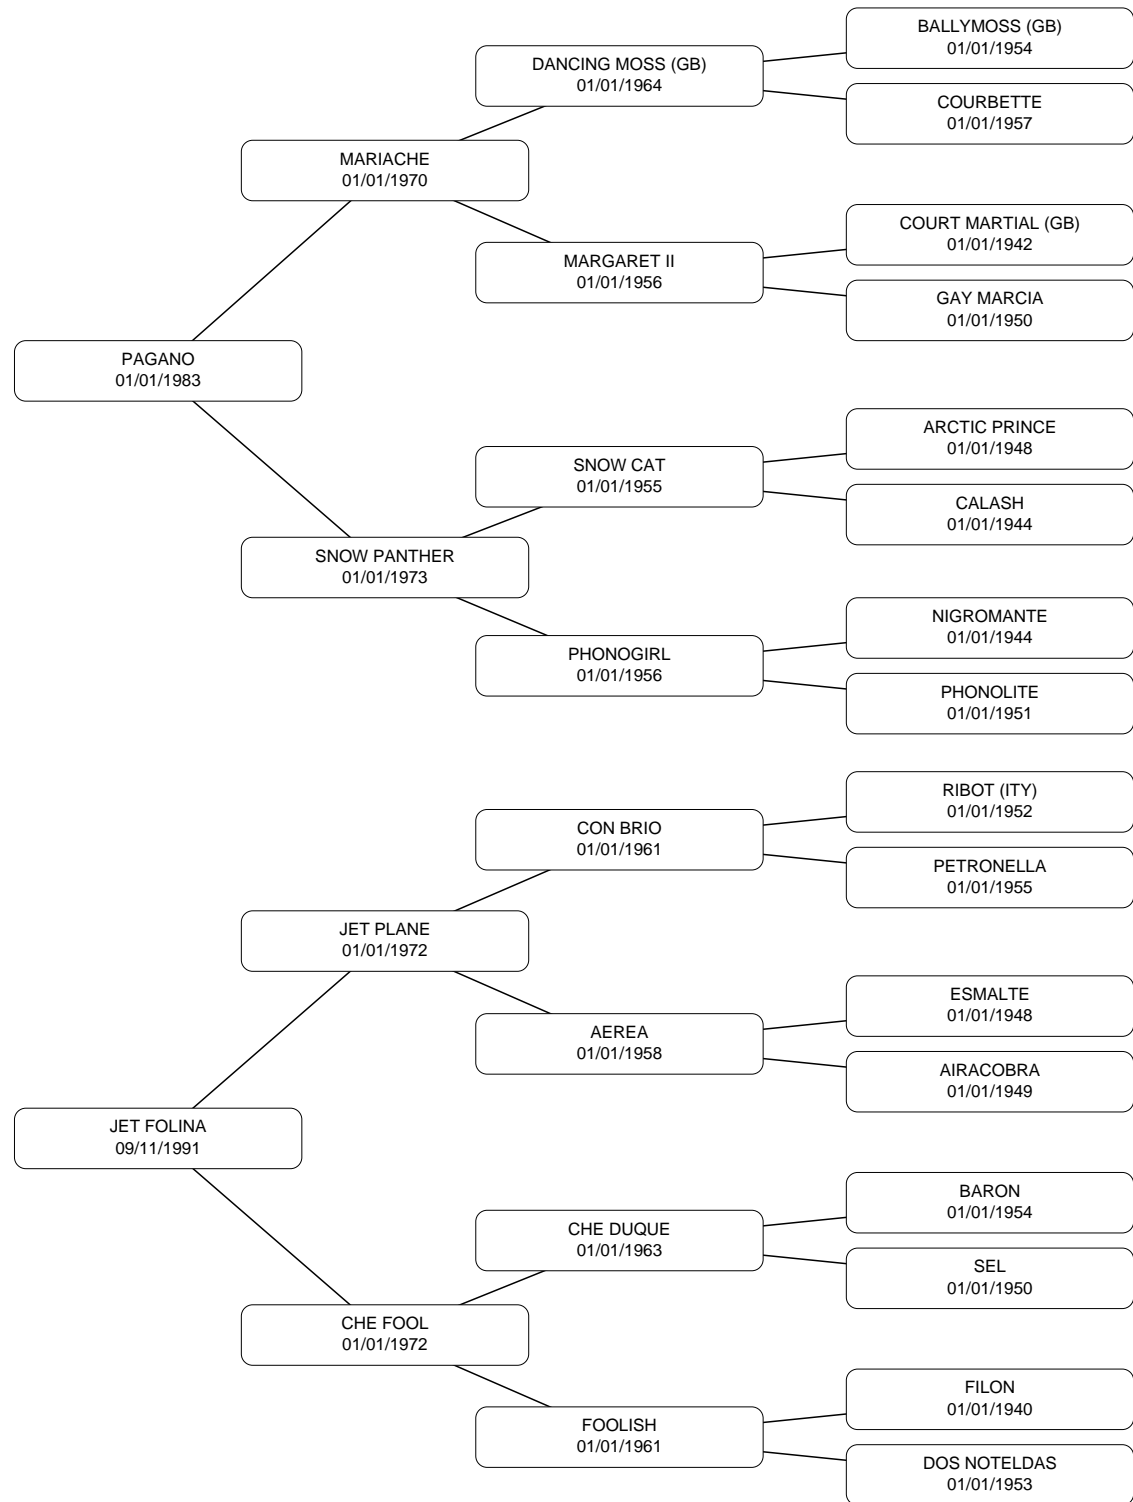 BALLYMOSS (GB)
01/01/1954
DANCING MOSS (GB)
01/01/1964
COURBETTE
01/01/1957
MARIACHE
01/01/1970
COURT MARTIAL (GB)
01/01/1942
MARGARET II
01/01/1956
GAY MARCIA
01/01/1950
PAGANO
01/01/1983
ARCTIC PRINCE
01/01/1948
SNOW CAT
01/01/1955
CALASH
01/01/1944
SNOW PANTHER
01/01/1973
NIGROMANTE
01/01/1944
PHONOGIRL
01/01/1956
PHONOLITE
01/01/1951
RIBOT (ITY)
01/01/1952
CON BRIO
01/01/1961
PETRONELLA
01/01/1955
JET PLANE
01/01/1972
ESMALTE
01/01/1948
AEREA
01/01/1958
AIRACOBRA
01/01/1949
JET FOLINA
09/11/1991
BARON
01/01/1954
CHE DUQUE
01/01/1963
SEL
01/01/1950
CHE FOOL
01/01/1972
FILON
01/01/1940
FOOLISH
01/01/1961
DOS NOTELDAS
01/01/1953